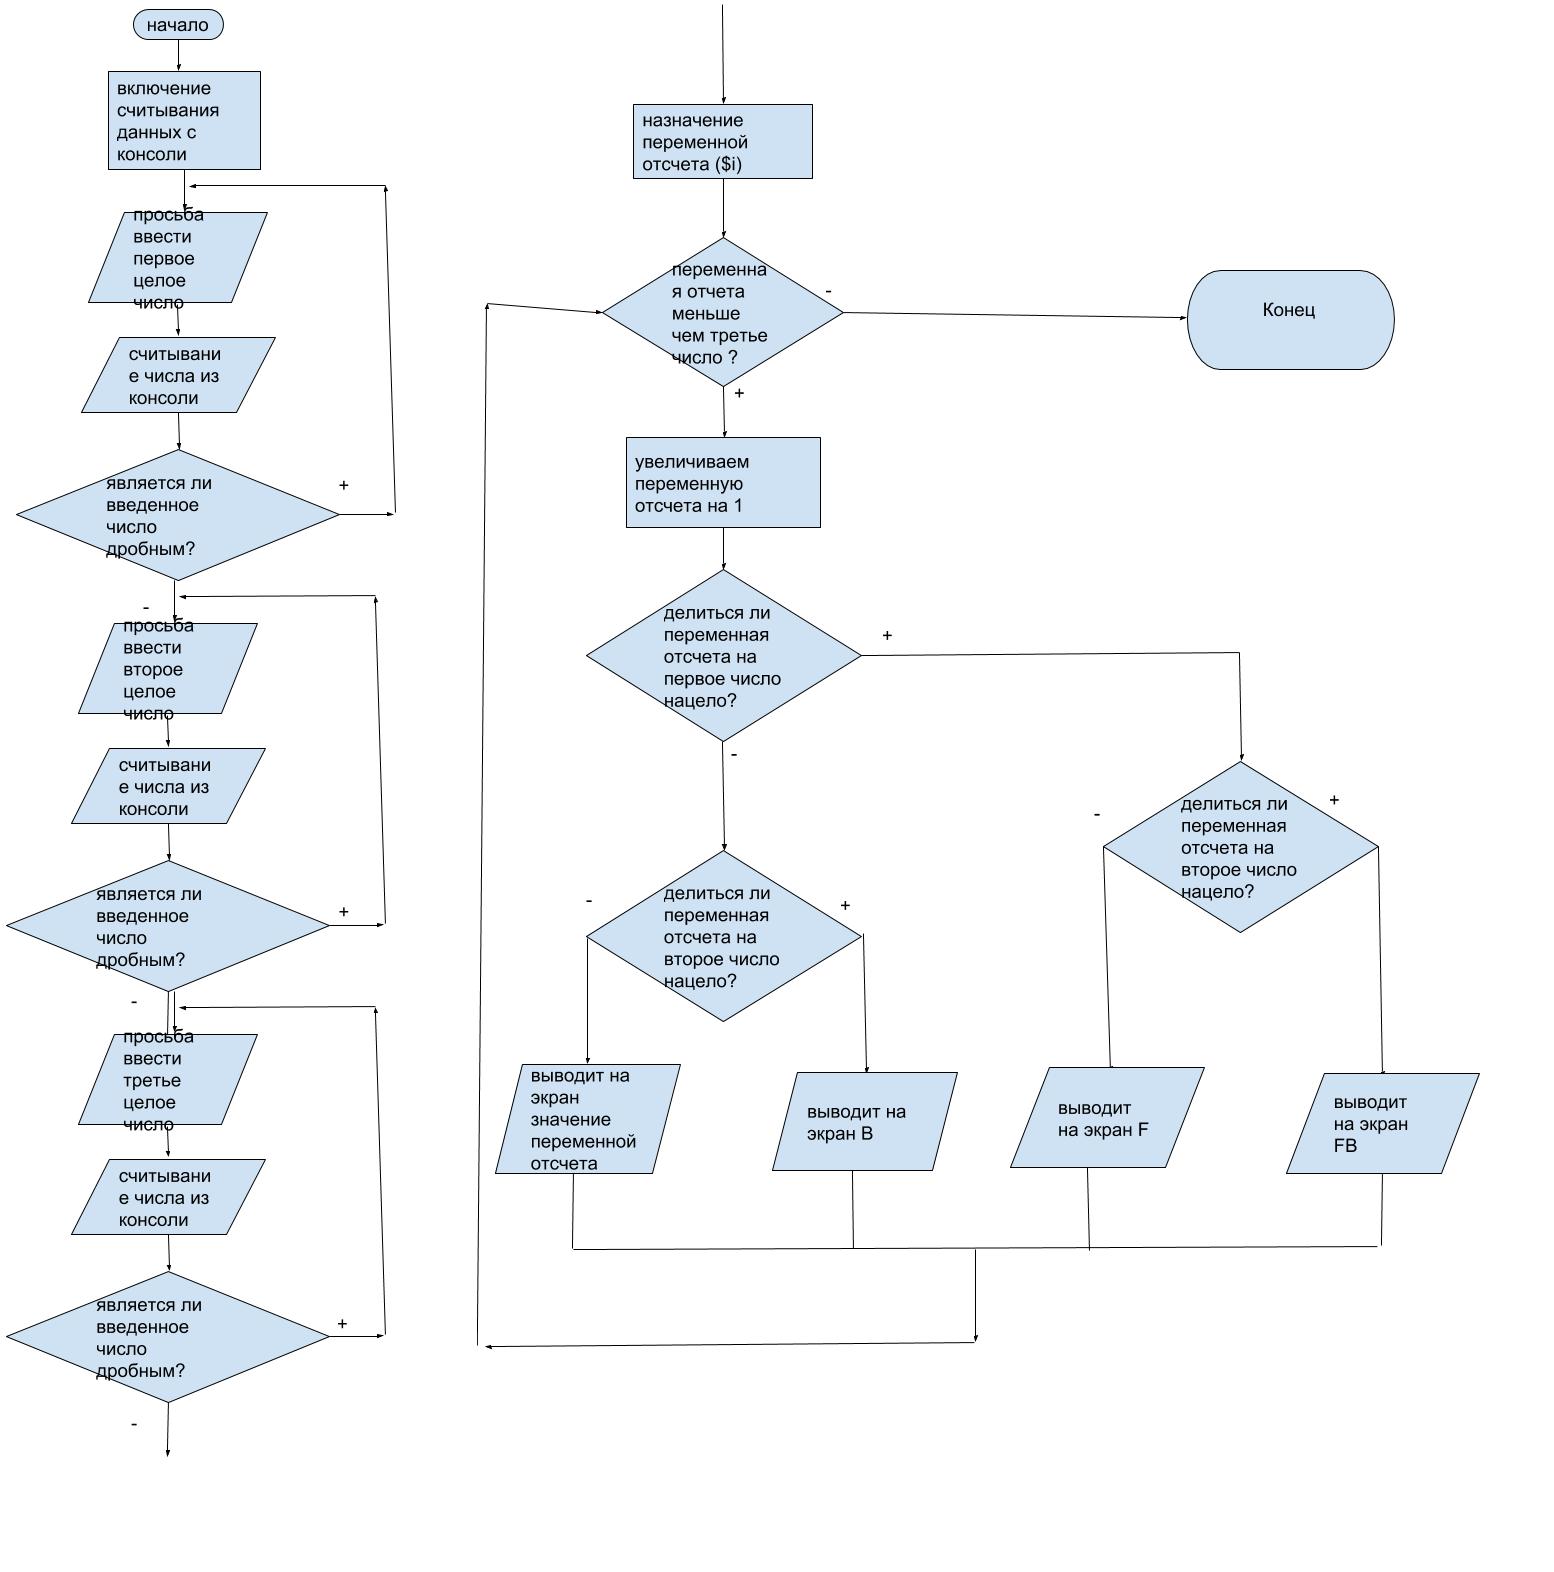 начало
включение
считывания
данных с
консоли
просьба
ввести
первое
целое
число
считывани
е числа из
консоли
является ли
введенное
число
дробным?
+
-
просьба
ввести
второе
целое
число
считывани
е числа из
консоли
является ли
введенное
число
дробным?
+
-
просьба
ввести
третье
целое
число
считывани
е числа из
консоли
является ли
введенное
число
дробным?
+
-
назначение
переменной
отсчета ($i)
переменна
я отчета
меньше
чем третье
число ?
-
Конец
+
увеличиваем
переменную
отсчета на 1
делиться ли
переменная
отсчета на
первое число
нацело?
+
-
делиться ли
переменная
отсчета на
второе число
нацело?
-
+
делиться ли
переменная
отсчета на
второе число
нацело?
-
+
выводит на
экран
значение
переменной
отсчета
выводит на
экран B
выводит
на экран F
выводит
на экран
FB